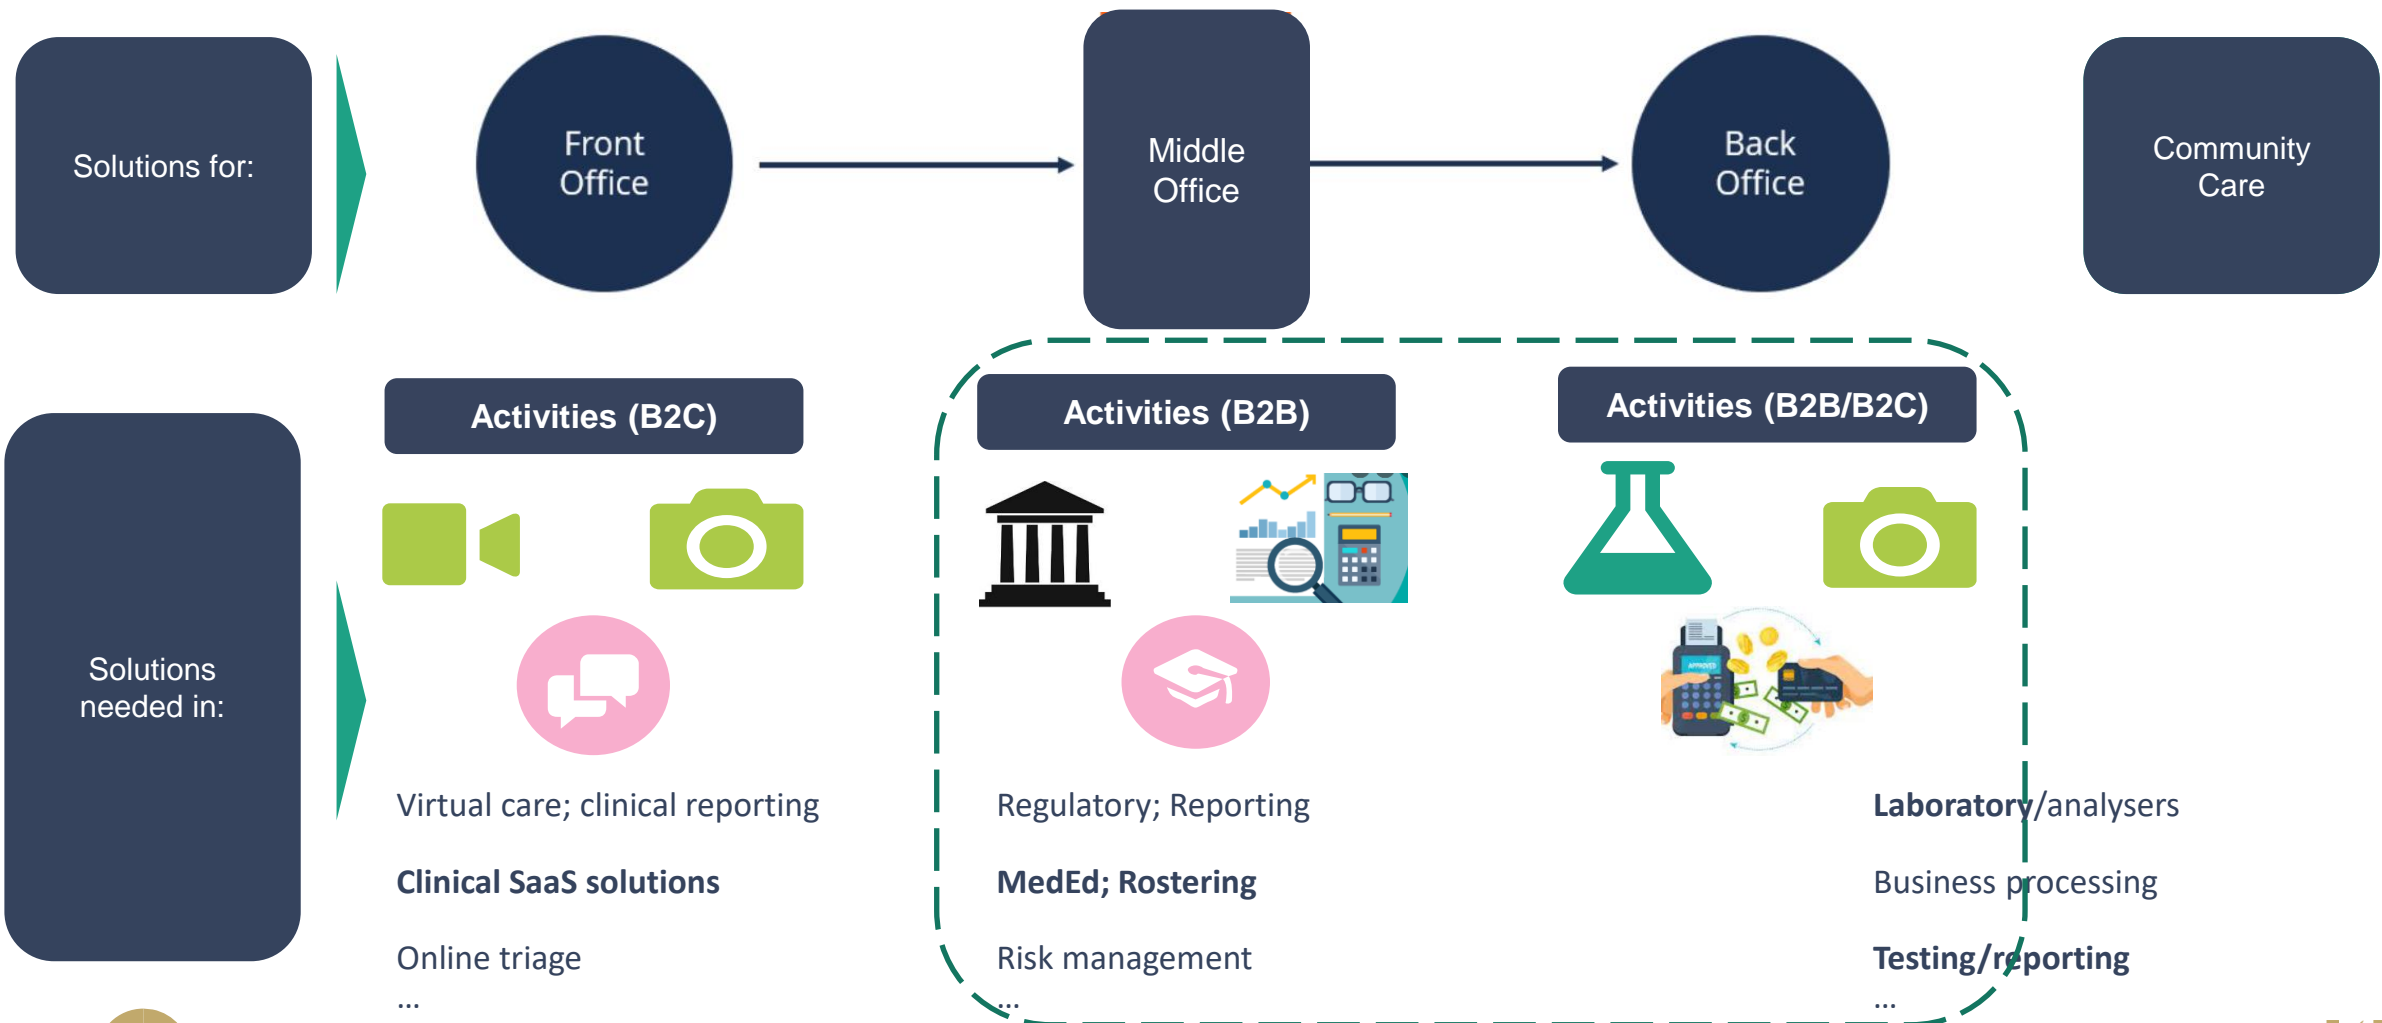 Solutions for:
Front
Office
Middle
Office
Back
Office
Community
Care
Solutions
needed in:
Activities (B2C)
Virtual care; clinical reporting
Clinical SaaS solutions
Online triage
...
Activities (B2B)
Regulatory; Reporting
MedEd; Rostering
Risk management
...
Activities (B2B/B2C)
APPROVED
Laboratory/analysers
Business processing
Testing/reporting
...